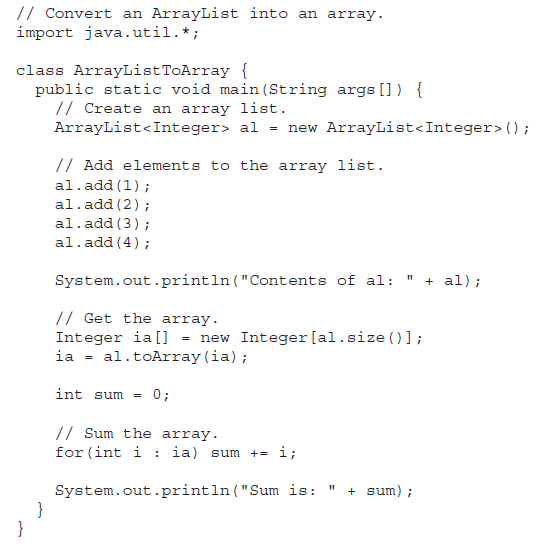 // Convert an ArrayList into an array.
import java.util.*;

class ArrayListToArray {
  public static void main(String args[]) {
    // Create an array list.
    ArrayList<Integer> al = new ArrayList<Integer>();

    // Add elements to the array list.
    al.add(1);
    al.add(2);
    al.add(3);
    al.add(4);

    System.out.println("Contents of al: " + al);

    // Get the array.
    Integer ia[] = new Integer[al.size()];
    ia = al.toArray(ia);

    int sum = 0;

    // Sum the array.
    for(int i : ia) sum += i;

    System.out.println("Sum is: " + sum);
  }
}